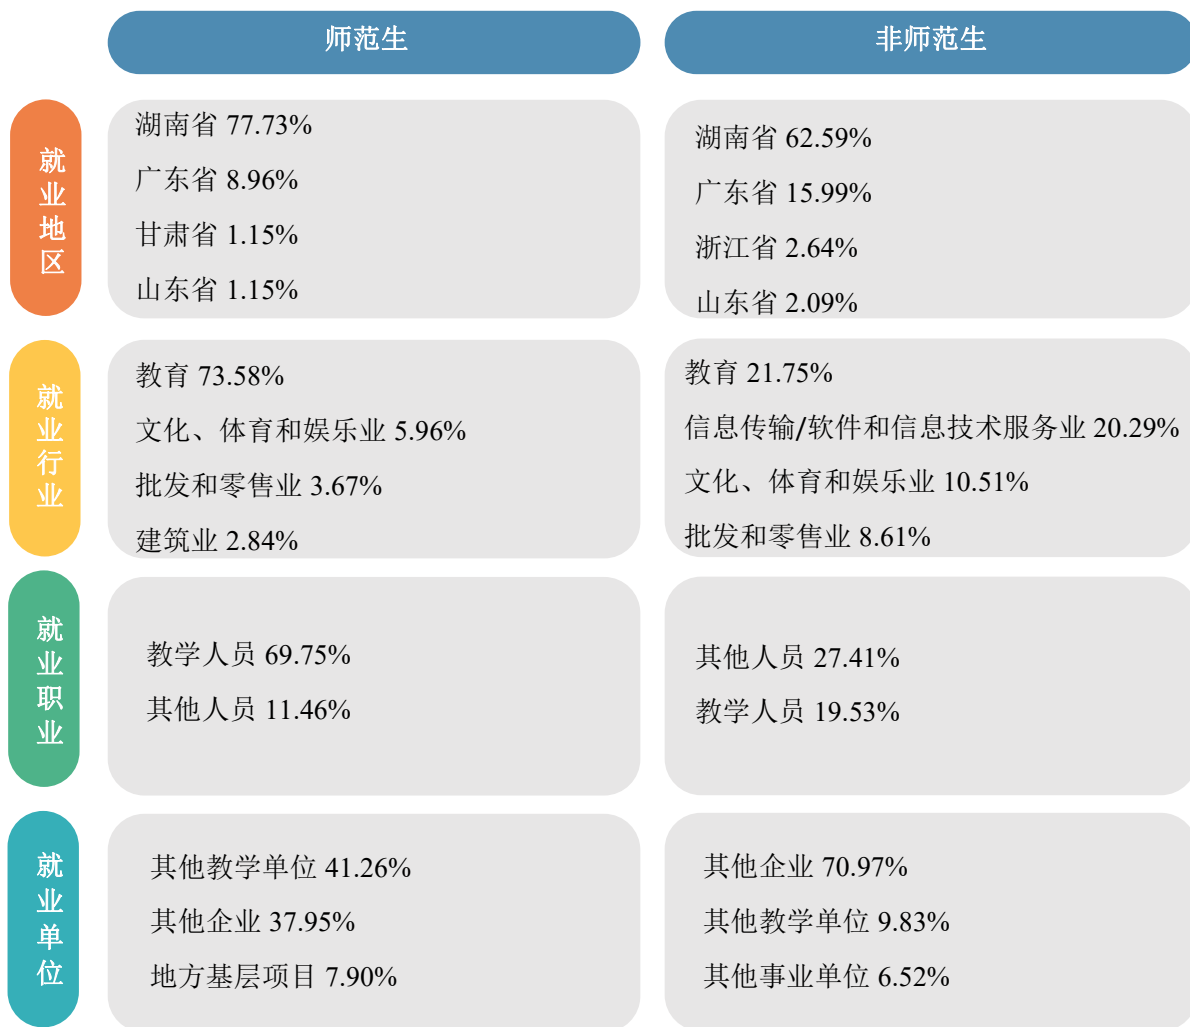 师范生
非师范生
就业地区
湖南省 77.73%
广东省 8.96%
甘肃省 1.15%
山东省 1.15%
湖南省 62.59%
广东省 15.99%
浙江省 2.64%
山东省 2.09%
就业行业
教育 73.58%
文化、体育和娱乐业 5.96%
批发和零售业 3.67%
建筑业 2.84%
教育 21.75%
信息传输/软件和信息技术服务业 20.29%
文化、体育和娱乐业 10.51%
批发和零售业 8.61%
就业职业
教学人员 69.75%
其他人员 11.46%
其他人员 27.41%
教学人员 19.53%
就业单位
其他教学单位 41.26%
其他企业 37.95%
地方基层项目 7.90%
其他企业 70.97%
其他教学单位 9.83%
其他事业单位 6.52%